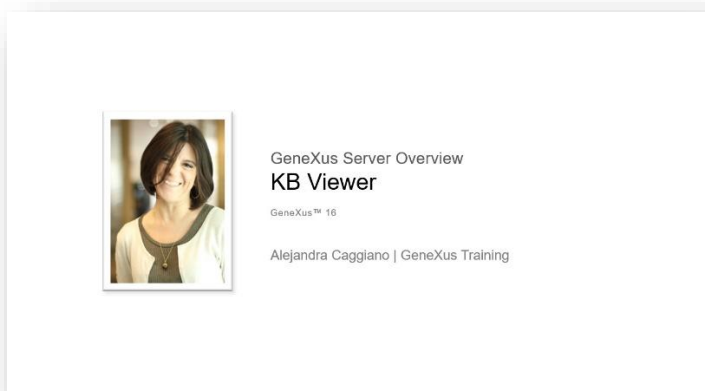 GeneXus Server Overview
KB Viewer
GeneXus™ 16
Alejandra Caggiano | GeneXus Training